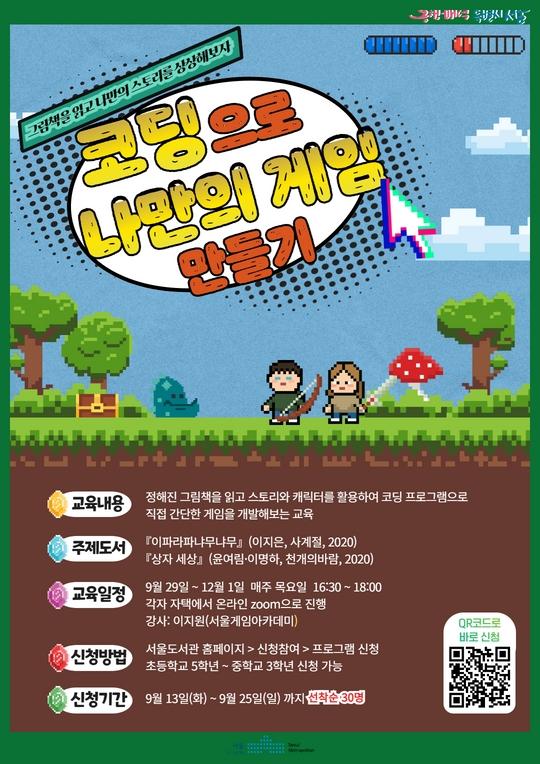 그림책을 읽고 나만의 스토리를 상상해보자
코딩으로
나만의 게임
만들기
교육내용
정해진 그림책을 읽고 스토리와 캐릭터를 활용하여 코딩 프로그램으로
직접 간단한 게임을 개발해보는 교육
주제도서
『이파라파냐무냐무』 (이지은, 사계절, 2020)
『상자 세상』 (윤여림·이명하, 천개의바람, 2020)
교육일정
9월 29일 ~ 12월 1일 매주 목요일 16:30 ~ 18:00
각자 자택에서 온라인 zoom으로 진행
강사: 이지원(서울게임아카데미)
신청방법
서울도서관 홈페이지 > 신청참여 > 프로그램 신청
초등학교 5학년 ~ 중학교 3학년 신청 가능
신청기간
9월 13일(화) ~ 9월 25일(일) 까지 선착순 30명
QR코드로
바로 신청